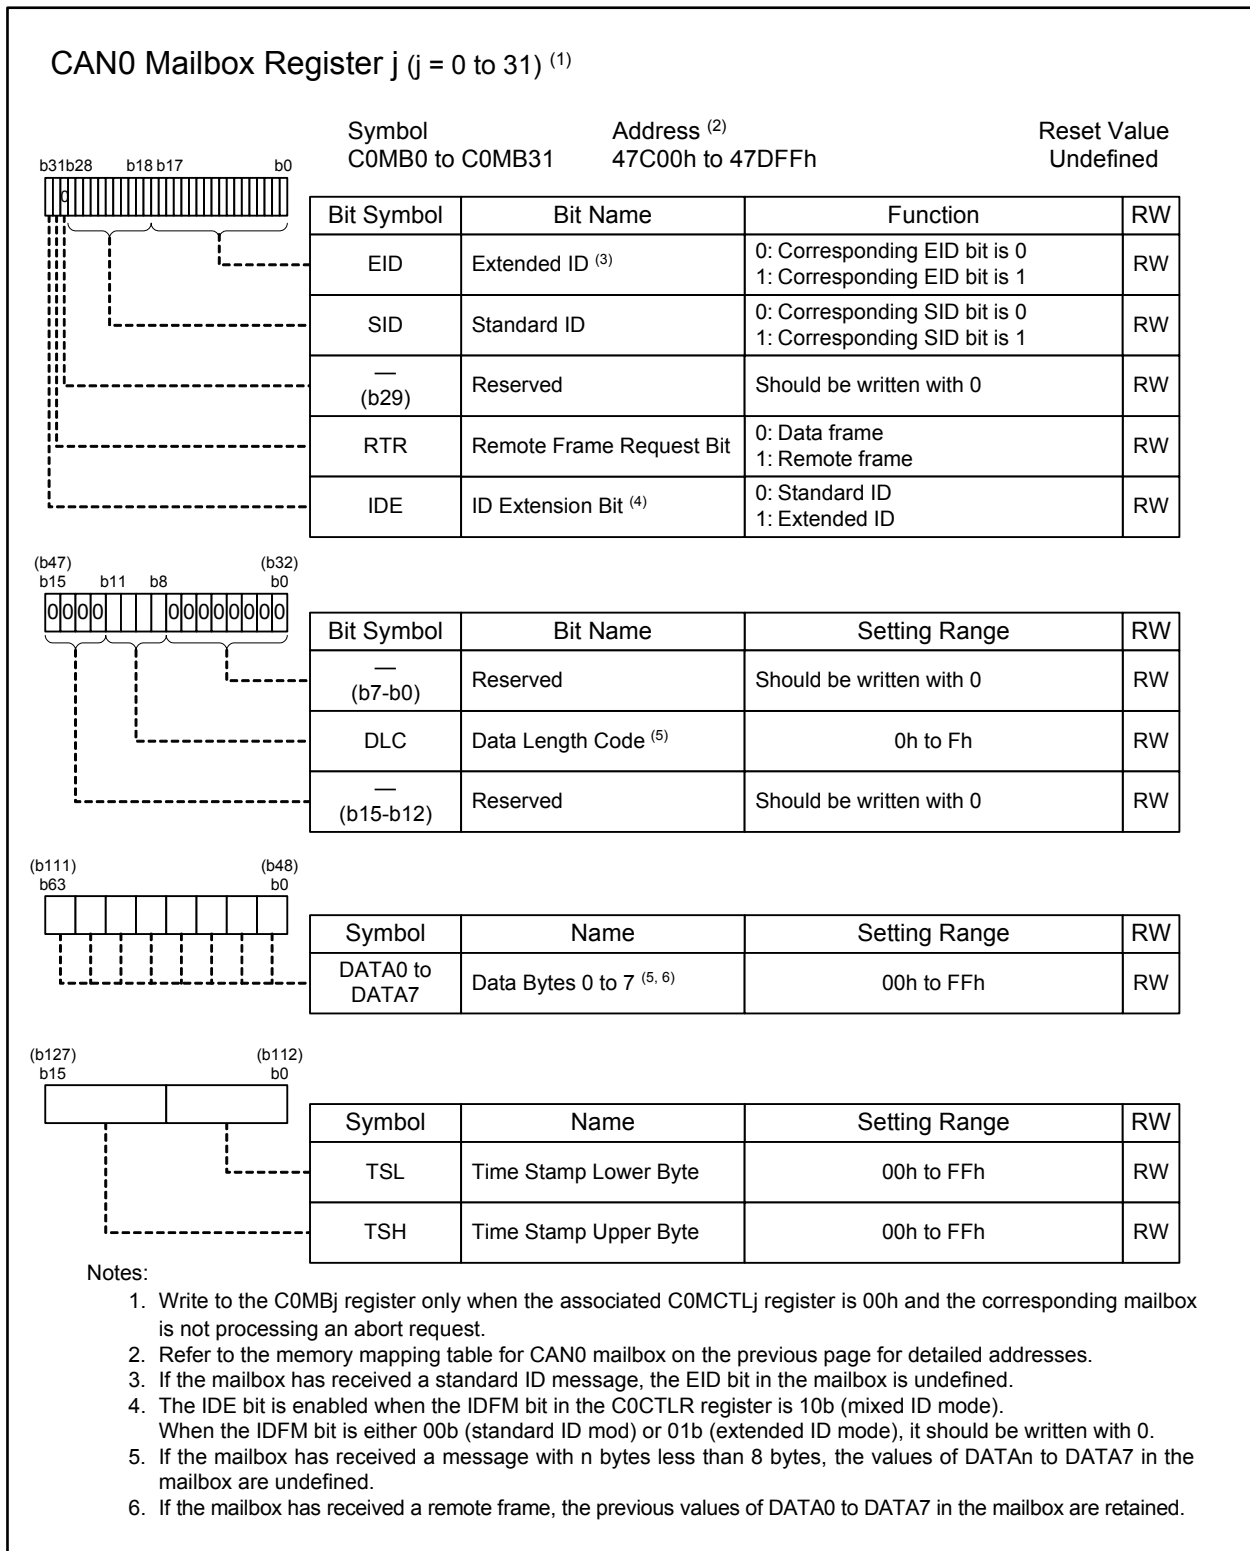 CAN0 Mailbox Register j (j = 0 to 31) (1)
Symbol Address (2) Reset Value
C0MB0 to C0MB31 47C00h to 47DFFh Undefined
b31b28 b18 b17 b0
0
Bit Symbol Bit Name Function RW
EID Extended ID (3) 0: Corresponding EID bit is 0 RW
1: Corresponding EID bit is 1
SID Standard ID 0: Corresponding SID bit is 0 RW
1: Corresponding SID bit is 1
— Reserved Should be written with 0 RW
(b29)
RTR Remote Frame Request Bit 0: Data frame RW
1: Remote frame
IDE ID Extension Bit (4) 0: Standard ID RW
1: Extended ID
(b47) (b32)
b15 b11 b8 b0
0000 00000000
Bit Symbol Bit Name Setting Range RW
— Reserved Should be written with 0 RW
(b7-b0)
DLC Data Length Code (5) 0h to Fh RW
— Reserved Should be written with 0 RW
(b15-b12)
(b111) (b48)
b63 b0
Symbol Name Setting Range RW
DATA0 to Data Bytes 0 to 7 (5, 6) 00h to FFh RW
DATA7
(b127) (b112)
b15 b0
Symbol Name Setting Range RW
TSL Time Stamp Lower Byte 00h to FFh RW
TSH Time Stamp Upper Byte 00h to FFh RW
Notes:
1. Write to the C0MBj register only when the associated C0MCTLj register is 00h and the corresponding mailbox
is not processing an abort request.
2. Refer to the memory mapping table for CAN0 mailbox on the previous page for detailed addresses.
3. If the mailbox has received a standard ID message, the EID bit in the mailbox is undefined.
4. The IDE bit is enabled when the IDFM bit in the C0CTLR register is 10b (mixed ID mode).
When the IDFM bit is either 00b (standard ID mod) or 01b (extended ID mode), it should be written with 0.
5. If the mailbox has received a message with n bytes less than 8 bytes, the values of DATAn to DATA7 in the
mailbox are undefined.
6. If the mailbox has received a remote frame, the previous values of DATA0 to DATA7 in the mailbox are retained.